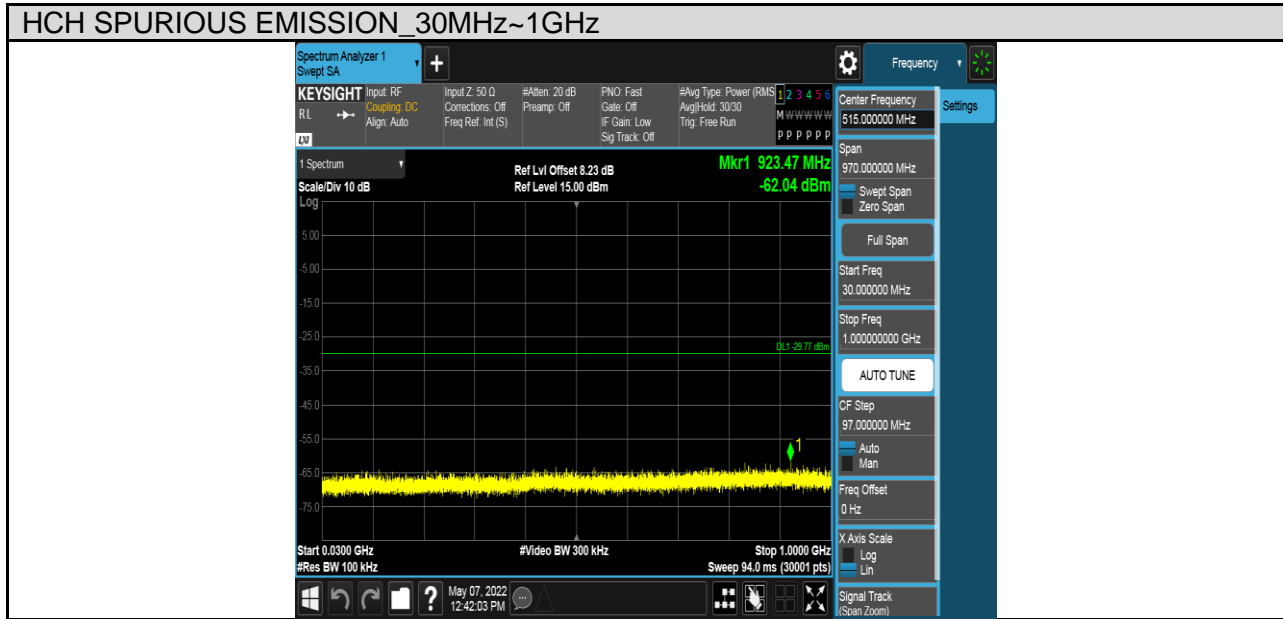 HCH SPURIOUS EMISSION_30MHz~1GHz
Spectrum Analyzer 1
Swept SA
+
Frequency
KEYSIGHT
RL
LXI
Input: RF
Coupling: DC
Align: Auto
Input Z: 50 Ω
Corrections: Off
Freq Ref: Int (S)
#Atten: 20 dB
Preamp: Off
PNO: Fast
Gate: Off
IF Gain: Low
Sig Track: Off
#Avg Type: Power (RMS
Avg|Hold: 30/30
Trig: Free Run
1 2 3 4 5 6
M W W W W W
P P P P P P
1 Spectrum
Scale/Div 10 dB
Log
Ref Lvl Offset 8.23 dB
Ref Level 15.00 dBm
Mkr1 923.47 MHz
-62.04 dBm
5.00
-5.00
-15.0
-25.0
DL1 -29.77 dBm
-35.0
-45.0
-55.0
1
-65.0
-75.0
Start 0.0300 GHz
#Res BW 100 kHz
#Video BW 300 kHz
Stop 1.0000 GHz
Sweep 94.0 ms (30001 pts)
?
May 07, 2022
12:42:03 PM
Center Frequency
515.000000 MHz
Settings
Span
970.000000 MHz
Swept Span
Zero Span
Full Span
Start Freq
30.000000 MHz
Stop Freq
1.000000000 GHz
AUTO TUNE
CF Step
97.000000 MHz
Auto
Man
Freq Offset
0 Hz
X Axis Scale
Log
Lin
Signal Track
(Span Zoom)